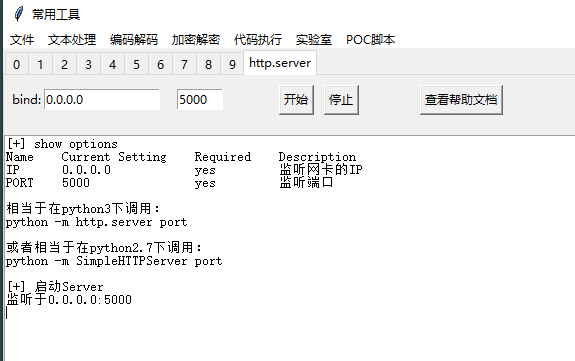 常用工具
文件 文本处理 编码解码 加密解密 代码执行 实验室 POC脚本
0 1 2 3 4 5 6 7 8 9 http.server
bind: 0.0.0.0 5000 开始 停止 查看帮助文档
[+] show options
Name Current Setting Required Description
IP 0.0.0.0 yes 监听网卡的IP
PORT 5000 yes 监听端口
相当于在python3下调用：
python -m http.server port
或者相当于在python2.7下调用：
python -m SimpleHTTPServer port
[+] 启动Server
监听于0.0.0.0:5000